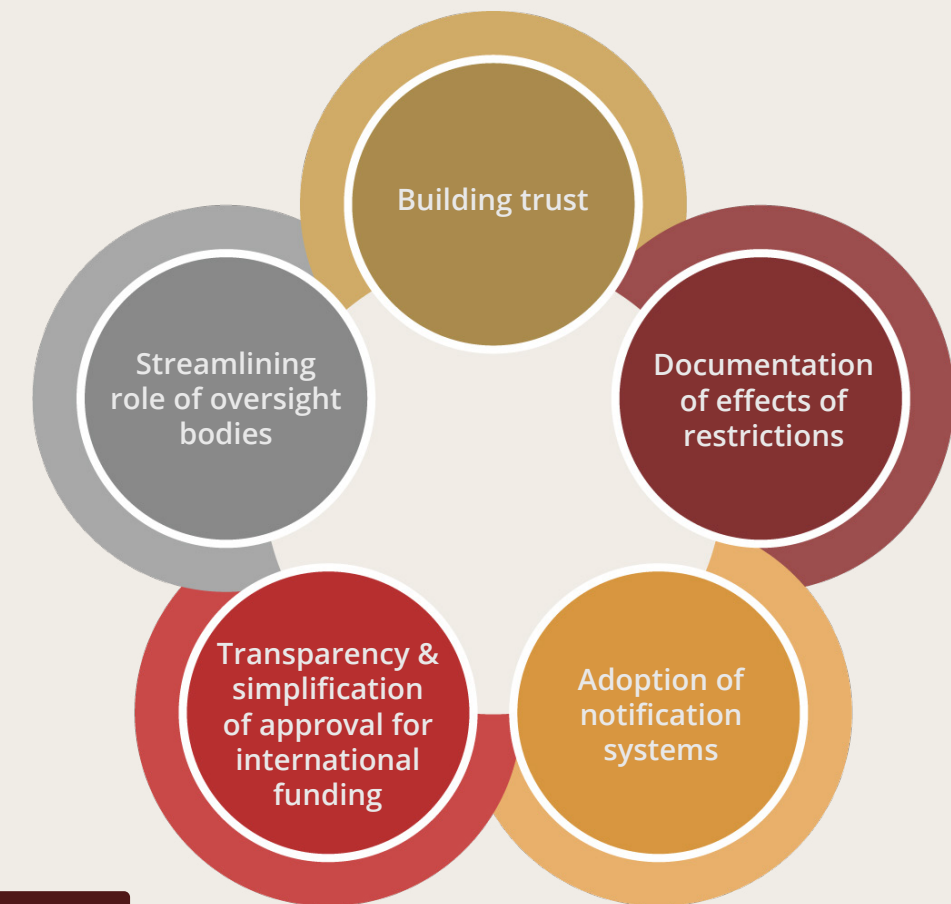 Building trust
Documentation
of effects of
restrictions
Adoption of
notification
systems
Transparency &
simplification
of approval for
international
funding
Streamlining
role of oversight
bodies